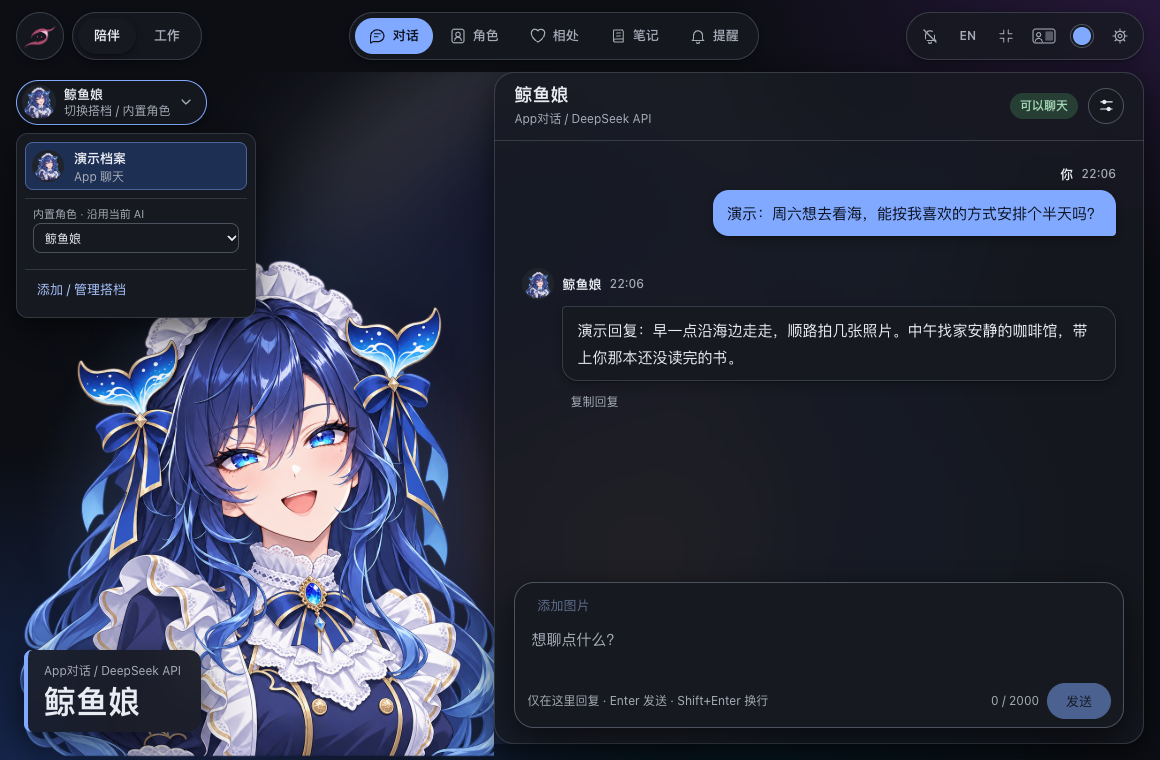 陪伴
工作
对话
角色
相处
笔记
提醒
EN
鲸鱼娘
切换搭档 / 内置角色
演示档案
App 聊天
内置角色 · 沿用当前 AI
鲸鱼娘
添加 / 管理搭档
App对话 / DeepSeek API
鲸鱼娘
鲸鱼娘
App对话 / DeepSeek API
可以聊天
你 22:06
演示：周六想去看海，能按我喜欢的方式安排个半天吗？
鲸鱼娘 22:06
演示回复：早一点沿海边走走，顺路拍几张照片。中午找家安静的咖啡馆，带
上你那本还没读完的书。
复制回复
添加图片
想聊点什么？
仅在这里回复 · Enter 发送 · Shift+Enter 换行
0 / 2000
发送